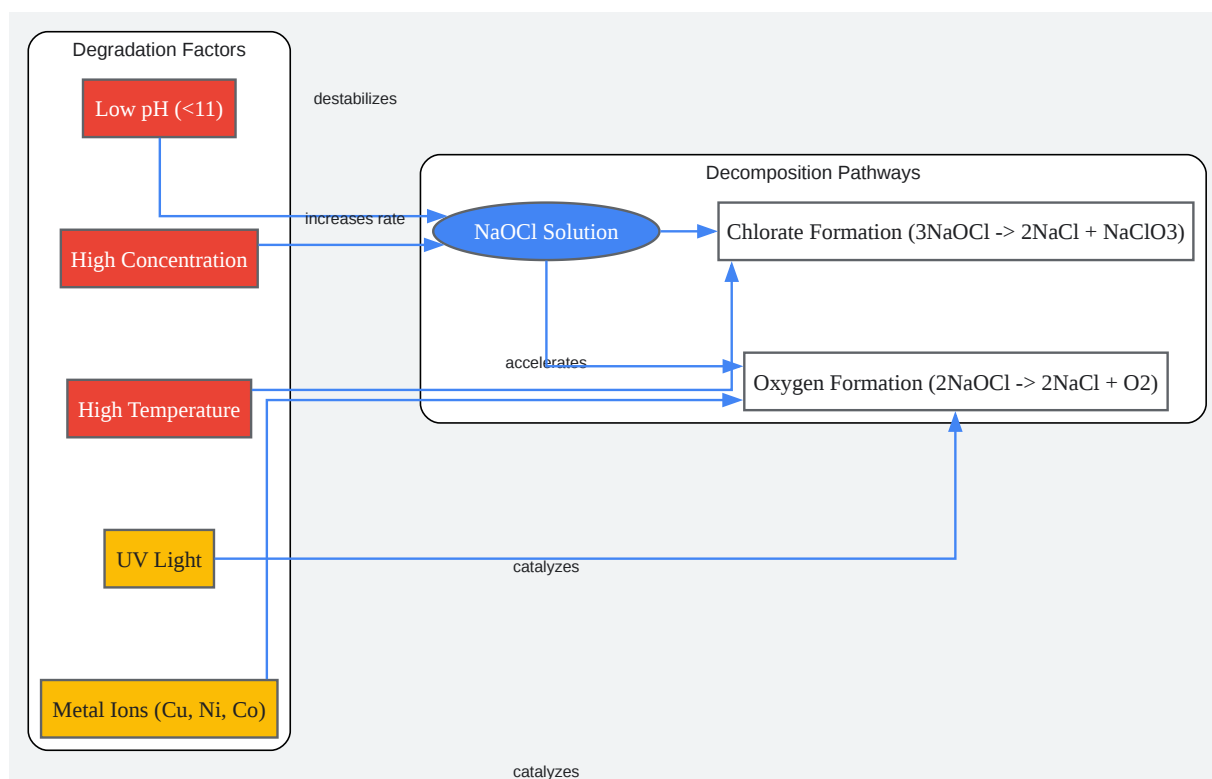 Degradation Factors
Low pH (<11)
destabilizes
Decomposition Pathways
increases rate
NaOCl Solution
Chlorate Formation (3NaOCl -> 2NaCl + NaClO3)
High Concentration
accelerates
Oxygen Formation (2NaOCl -> 2NaCl + O2)
High Temperature
UV Light
catalyzes
Metal Ions (Cu, Ni, Co)
catalyzes